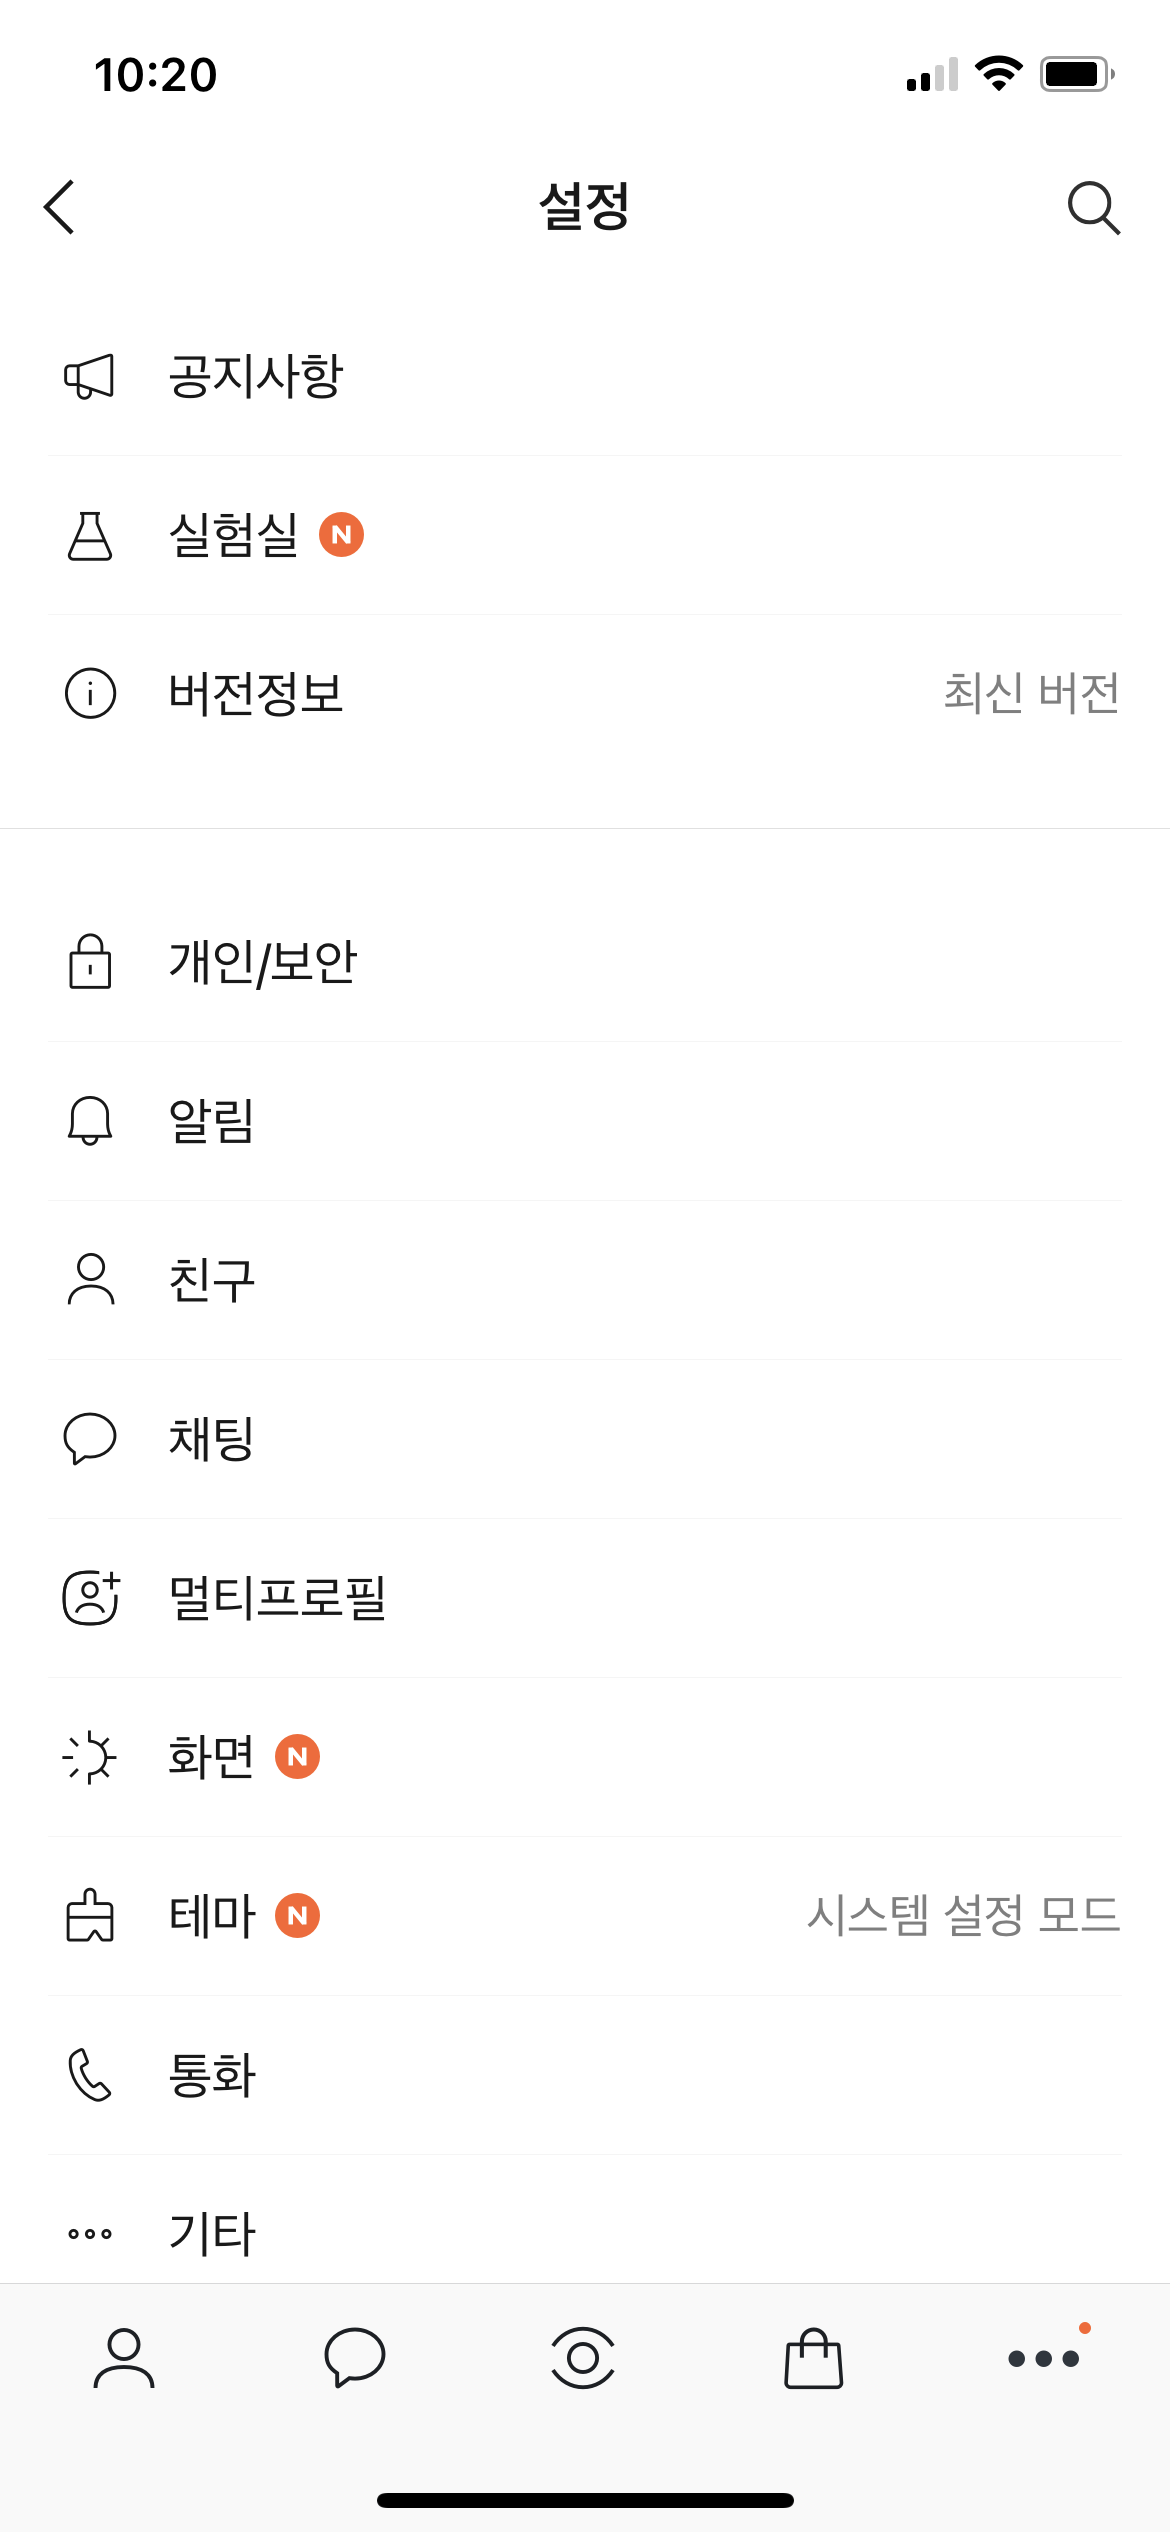 10:20
설정
공지사항
실험실 N
버전정보 최신 버전
개인/보안
알림
친구
채팅
멀티프로필
화면 N
테마 N 시스템 설정 모드
통화
기타